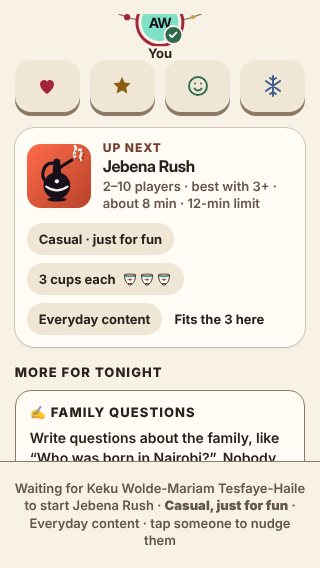 AW
You
UP NEXT
Jebena Rush
2–10 players · best with 3+ ·
about 8 min · 12-min limit
Casual · just for fun
3 cups each
Everyday content
Fits the 3 here
MORE FOR TONIGHT
✍️ FAMILY QUESTIONS
Write questions about the family, like
“Who was born in Nairobi?”. Nobody
Waiting for Keku Wolde-Mariam Tesfaye-Haile
to start Jebena Rush · Casual, just for fun ·
Everyday content · tap someone to nudge
them